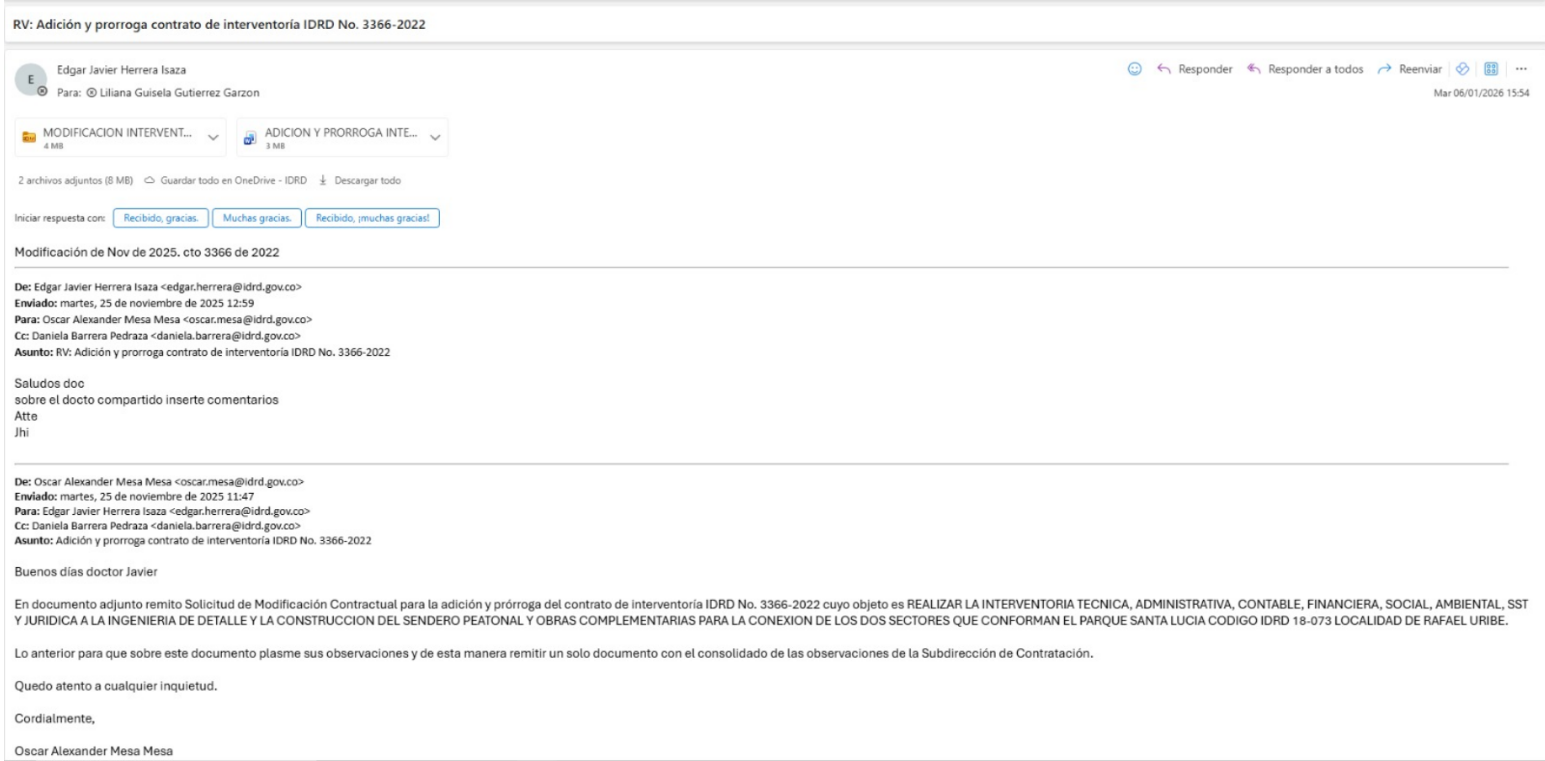 RV: Adición y prorroga contrato de interventoría IDRD No. 3366-2022
E
Edgar Javier Herrera Isaza
Para: Liliana Guisela Gutierrez Garzon
Responder
Responder a todos
Reenviar
Mar 06/01/2026 15:54
MODIFICACION INTERVENT...
4 MB
ADICION Y PRORROGA INTE...
3 MB
2 archivos adjuntos (8 MB) Guardar todo en OneDrive - IDRD Descargar todo
Iniciar respuesta con: Recibido, gracias. Muchas gracias. Recibido, ¡muchas gracias!
Modificación de Nov de 2025. cto 3366 de 2022
De: Edgar Javier Herrera Isaza <edgar.herrera@idrd.gov.co>
Enviado: martes, 25 de noviembre de 2025 12:59
Para: Oscar Alexander Mesa Mesa <oscar.mesa@idrd.gov.co>
Cc: Daniela Barrera Pedraza <daniela.barrera@idrd.gov.co>
Asunto: RV: Adición y prorroga contrato de interventoría IDRD No. 3366-2022
Saludos doc
sobre el docto compartido inserte comentarios
Atte
Jhi
De: Oscar Alexander Mesa Mesa <oscar.mesa@idrd.gov.co>
Enviado: martes, 25 de noviembre de 2025 11:47
Para: Edgar Javier Herrera Isaza <edgar.herrera@idrd.gov.co>
Cc: Daniela Barrera Pedraza <daniela.barrera@idrd.gov.co>
Asunto: Adición y prorroga contrato de interventoría IDRD No. 3366-2022
Buenos días doctor Javier
En documento adjunto remito Solicitud de Modificación Contractual para la adición y prórroga del contrato de interventoría IDRD No. 3366-2022 cuyo objeto es REALIZAR LA INTERVENTORIA TECNICA, ADMINISTRATIVA, CONTABLE, FINANCIERA, SOCIAL, AMBIENTAL, SST
Y JURIDICA A LA INGENIERIA DE DETALLE Y LA CONSTRUCCION DEL SENDERO PEATONAL Y OBRAS COMPLEMENTARIAS PARA LA CONEXION DE LOS DOS SECTORES QUE CONFORMAN EL PARQUE SANTA LUCIA CODIGO IDRD 18-073 LOCALIDAD DE RAFAEL URIBE.
Lo anterior para que sobre este documento plasme sus observaciones y de esta manera remitir un solo documento con el consolidado de las observaciones de la Subdirección de Contratación.
Quedo atento a cualquier inquietud.
Cordialmente,
Oscar Alexander Mesa Mesa